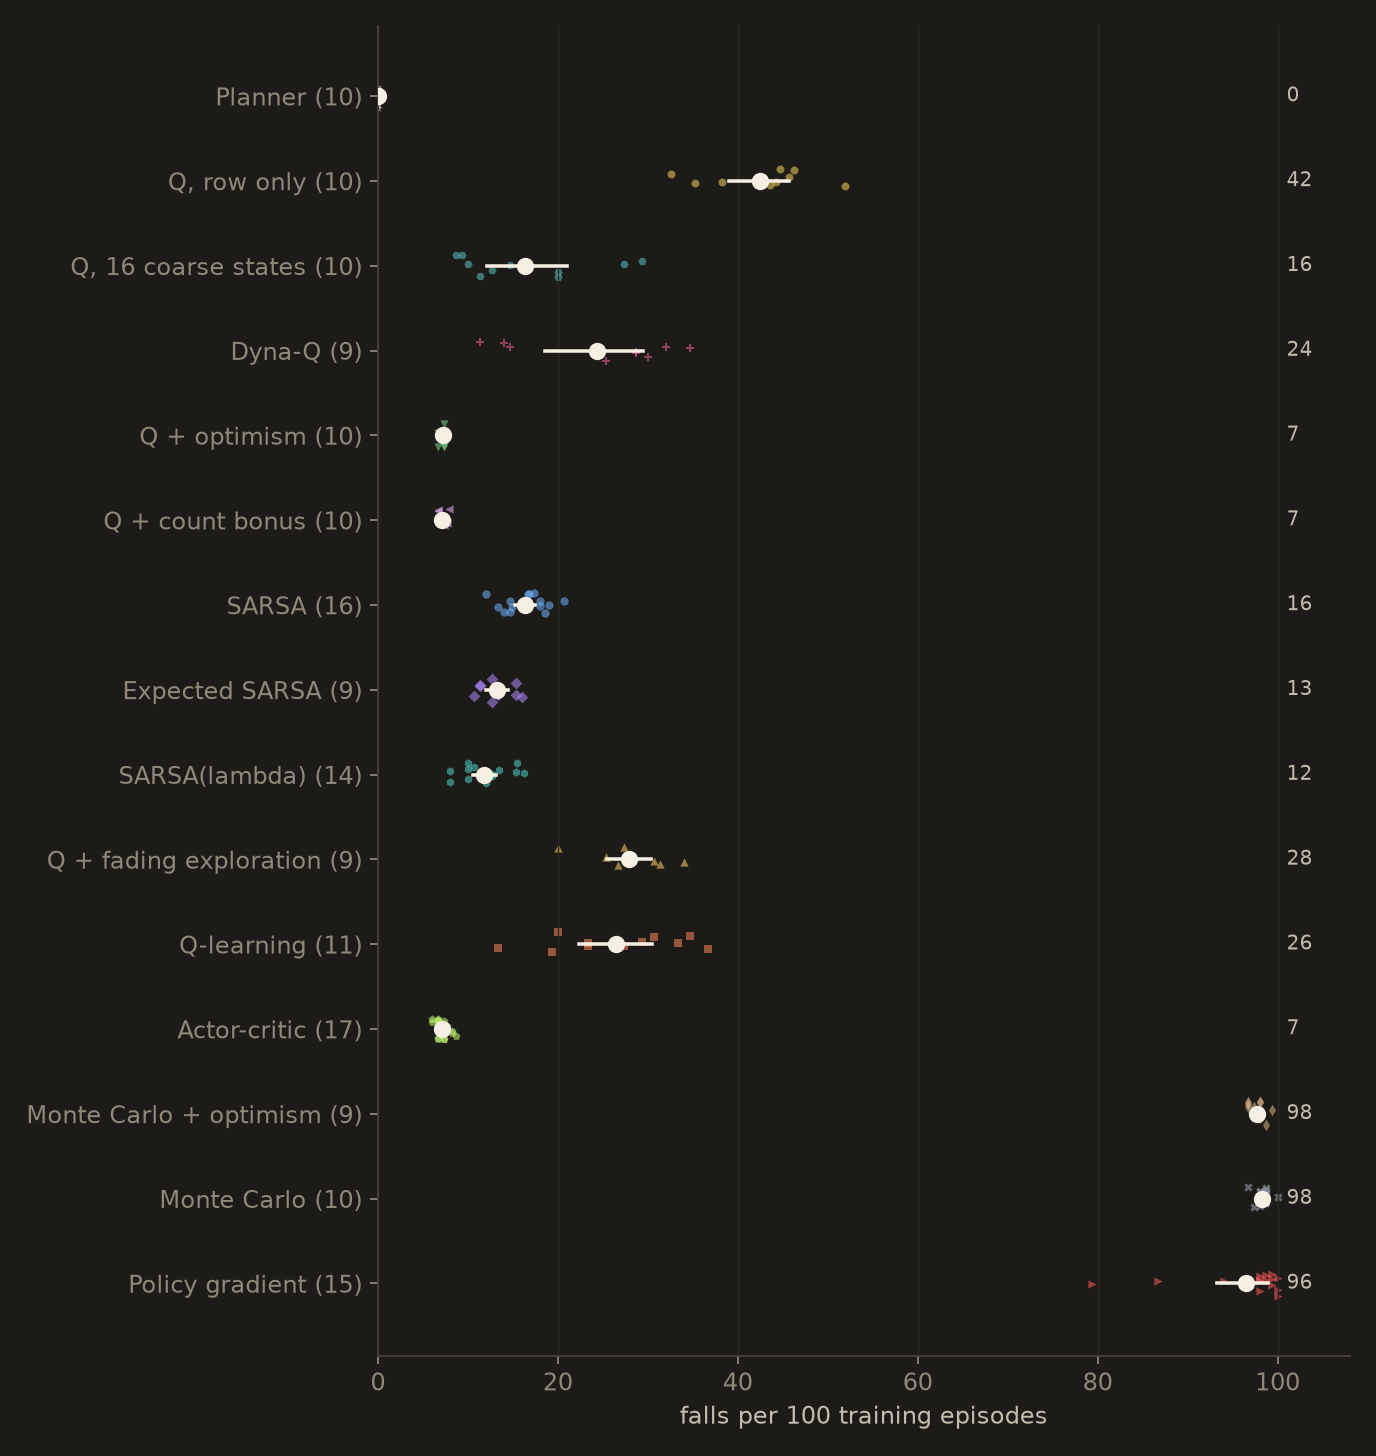 Planner (10) 0
Q, row only (10) 42
Q, 16 coarse states (10) 16
Dyna-Q (9) 24
Q + optimism (10) 7
Q + count bonus (10) 7
SARSA (16) 16
Expected SARSA (9) 13
SARSA(lambda) (14) 12
Q + fading exploration (9) 28
Q-learning (11) 26
Actor-critic (17) 7
Monte Carlo + optimism (9) 98
Monte Carlo (10) 98
Policy gradient (15) 96
0 20 40 60 80 100
falls per 100 training episodes